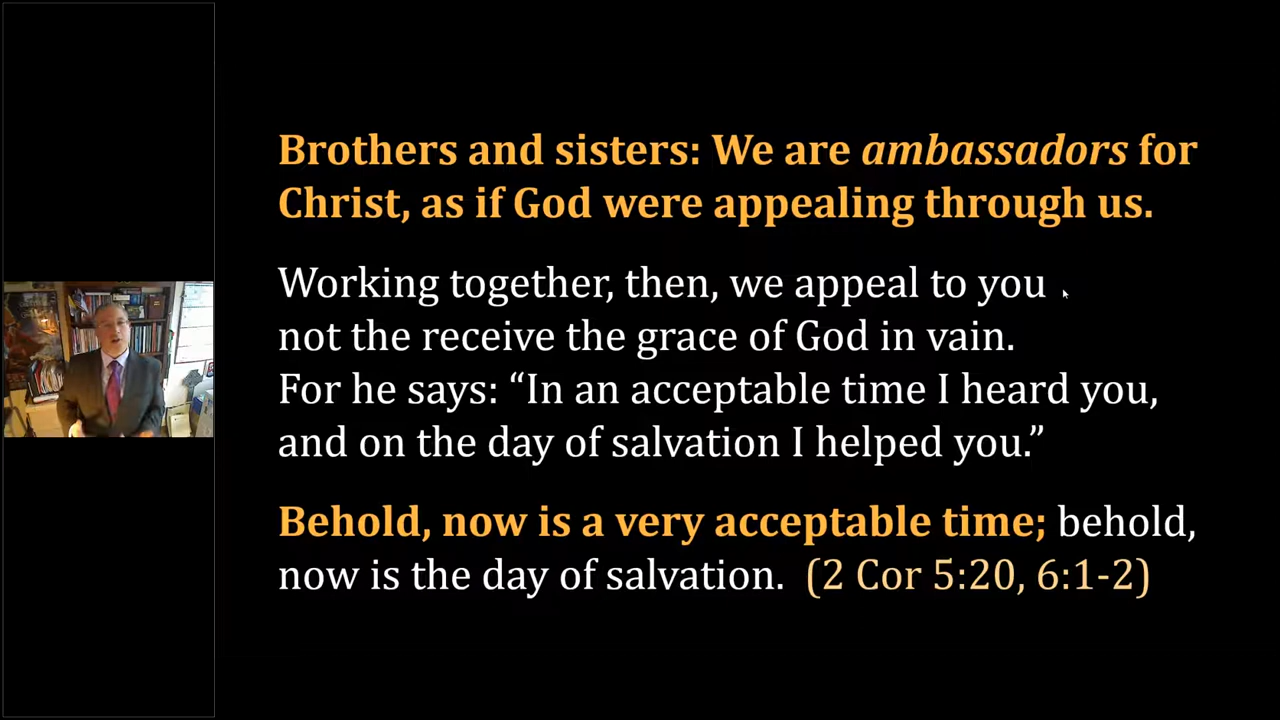 Brothers and sisters: We are ambassadors for
Christ, as if God were appealing through us.
Working together, then, we appeal to you
not the receive the grace of God in vain.
For he says: “In an acceptable time I heard you,
and on the day of salvation I helped you.”
Behold, now is a very acceptable time; behold,
now is the day of salvation. (2 Cor 5:20, 6:1-2)